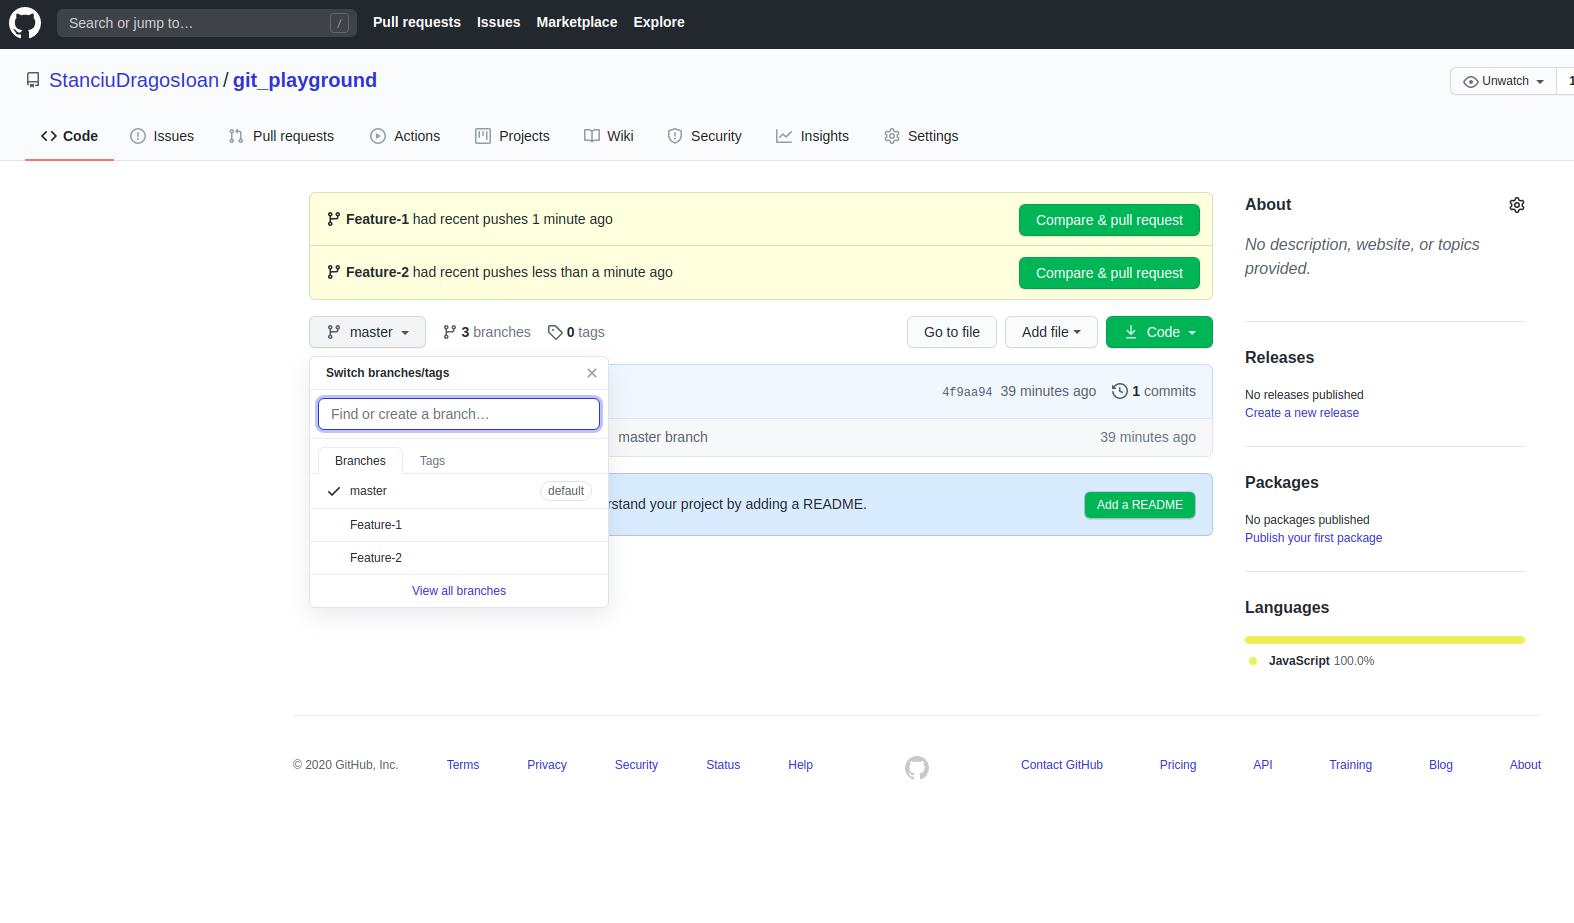 Search or jump to… /
Pull requests Issues Marketplace Explore
StanciuDragosIoan / git_playground
Unwatch 1
Code Issues Pull requests Actions Projects Wiki Security Insights Settings
Feature-1 had recent pushes 1 minute ago
Compare & pull request
Feature-2 had recent pushes less than a minute ago
Compare & pull request
master 3 branches 0 tags
Go to file Add file Code
Switch branches/tags
Find or create a branch…
Branches Tags
master default
Feature-1
Feature-2
View all branches
4f9aa94 39 minutes ago 1 commits
master branch 39 minutes ago
stand your project by adding a README.
Add a README
About
No description, website, or topics
provided.
Releases
No releases published
Create a new release
Packages
No packages published
Publish your first package
Languages
JavaScript 100.0%
© 2020 GitHub, Inc. Terms Privacy Security Status Help Contact GitHub Pricing API Training Blog About